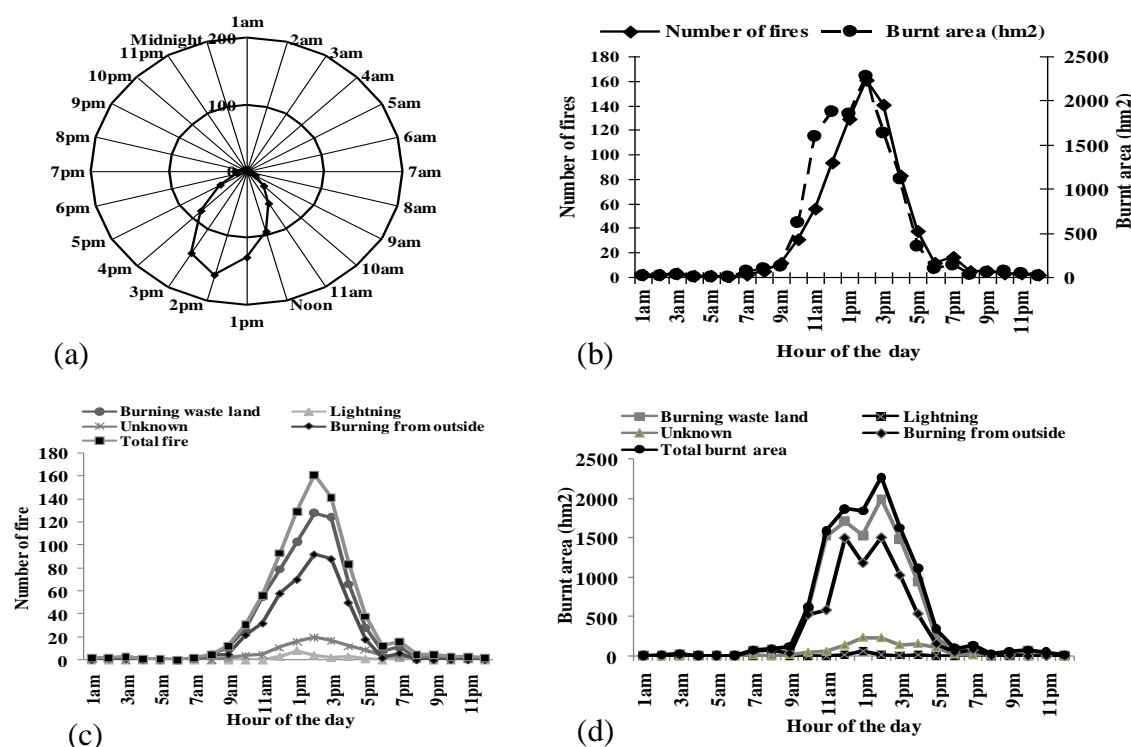 1am
Midnight 200 2am
11pm 3am
10pm 4am
9pm 100 5am
8pm 6am
7pm 0 7am
6pm 8am
5pm 9am
4pm 10am
3pm 11am
2pm Noon
1pm
(a)
Number of fires Burnt area (hm2)
180 2500
160
140 2000
120
100 1500
80
60 1000
40 500
20
0 0
Number of fires
Burnt area (hm2)
1am 3am 5am 7am 9am 11am 1pm 3pm 5pm 7pm 9pm 11pm
Hour of the day
(b)
Burning waste land Lightning
Unknown Burning from outside
Total fire
180
160
140
120
100
80
60
40
20
0
Number of fire
1am 3am 5am 7am 9am 11am 1pm 3pm 5pm 7pm 9pm 11pm
Hour of the day
(c)
Burning waste land Lightning
Unknown Burning from outside
Total burnt area
2500
2000
1500
1000
500
0
Burnt area (hm2)
1am 3am 5am 7am 9am 11am 1pm 3pm 5pm 7pm 9pm 11pm
Hour of the day
(d)